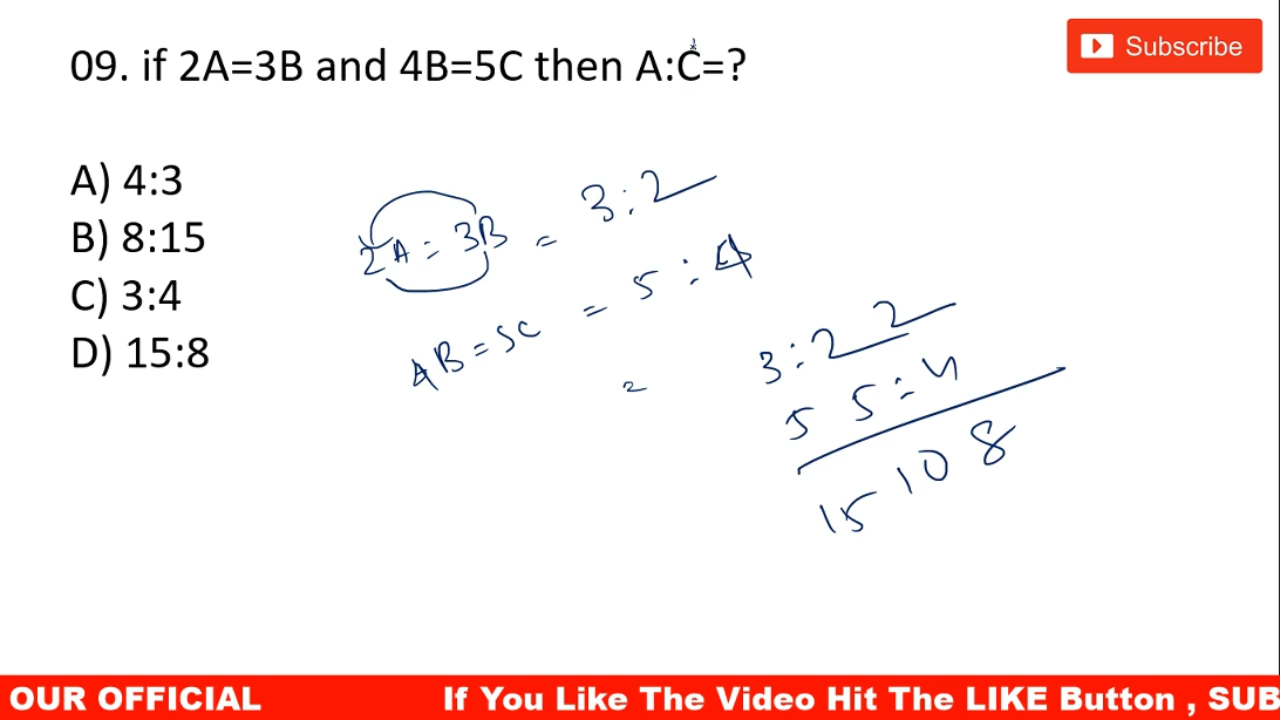 09. if 2A=3B and 4B=5C then A:C=?
Subscribe
A) 4:3
B) 8:15
C) 3:4
D) 15:8
2A = 3B = 3:2
4B = 5C = 5:4
=
3:2 2
5 5:4
15 10 8
OUR OFFICIAL If You Like The Video Hit The LIKE Button , SUB